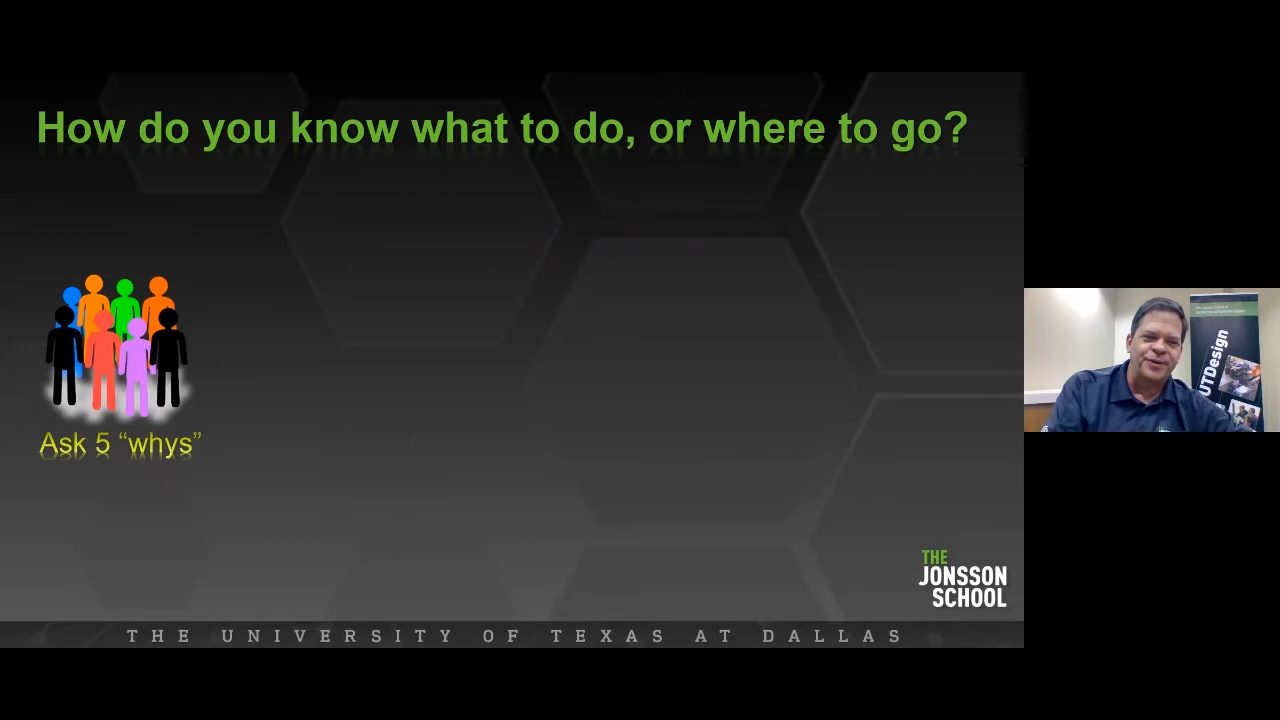 How do you know what to do, or where to go?
Ask 5 “whys”
THE
JONSSON
SCHOOL
THE UNIVERSITY OF TEXAS AT DALLAS
UTDesign